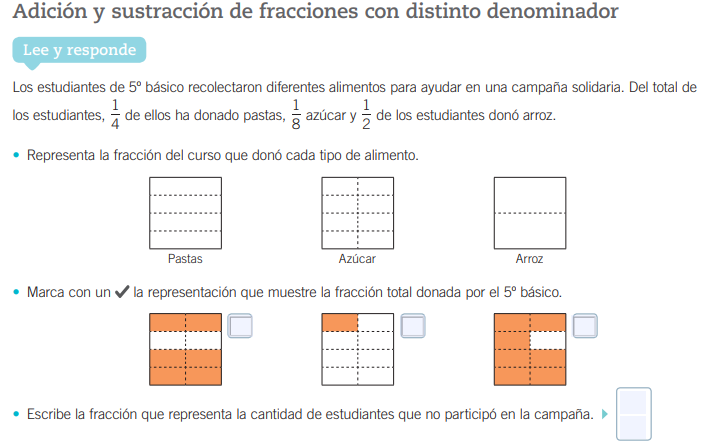 Adición y sustracción de fracciones con distinto denominador
Lee y responde
Los estudiantes de 5º básico recolectaron diferentes alimentos para ayudar en una campaña solidaria. Del total de
los estudiantes, 1/4 de ellos ha donado pastas, 1/8 azúcar y 1/2 de los estudiantes donó arroz.
• Representa la fracción del curso que donó cada tipo de alimento.
Pastas Azúcar Arroz
• Marca con un ✔ la representación que muestre la fracción total donada por el 5º básico.
• Escribe la fracción que representa la cantidad de estudiantes que no participó en la campaña.